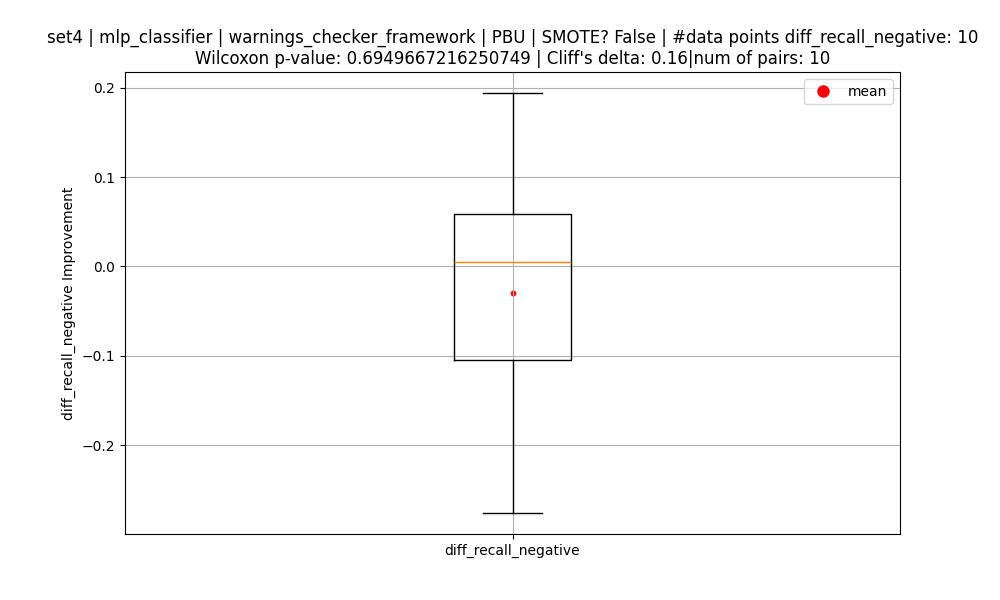 set4 | mlp_classifier | warnings_checker_framework | PBU | SMOTE? False | #data points diff_recall_negative: 10
Wilcoxon p-value: 0.6949667216250749 | Cliff's delta: 0.16|num of pairs: 10
mean
0.2
0.1
0.0
−0.1
−0.2
diff_recall_negative Improvement
diff_recall_negative